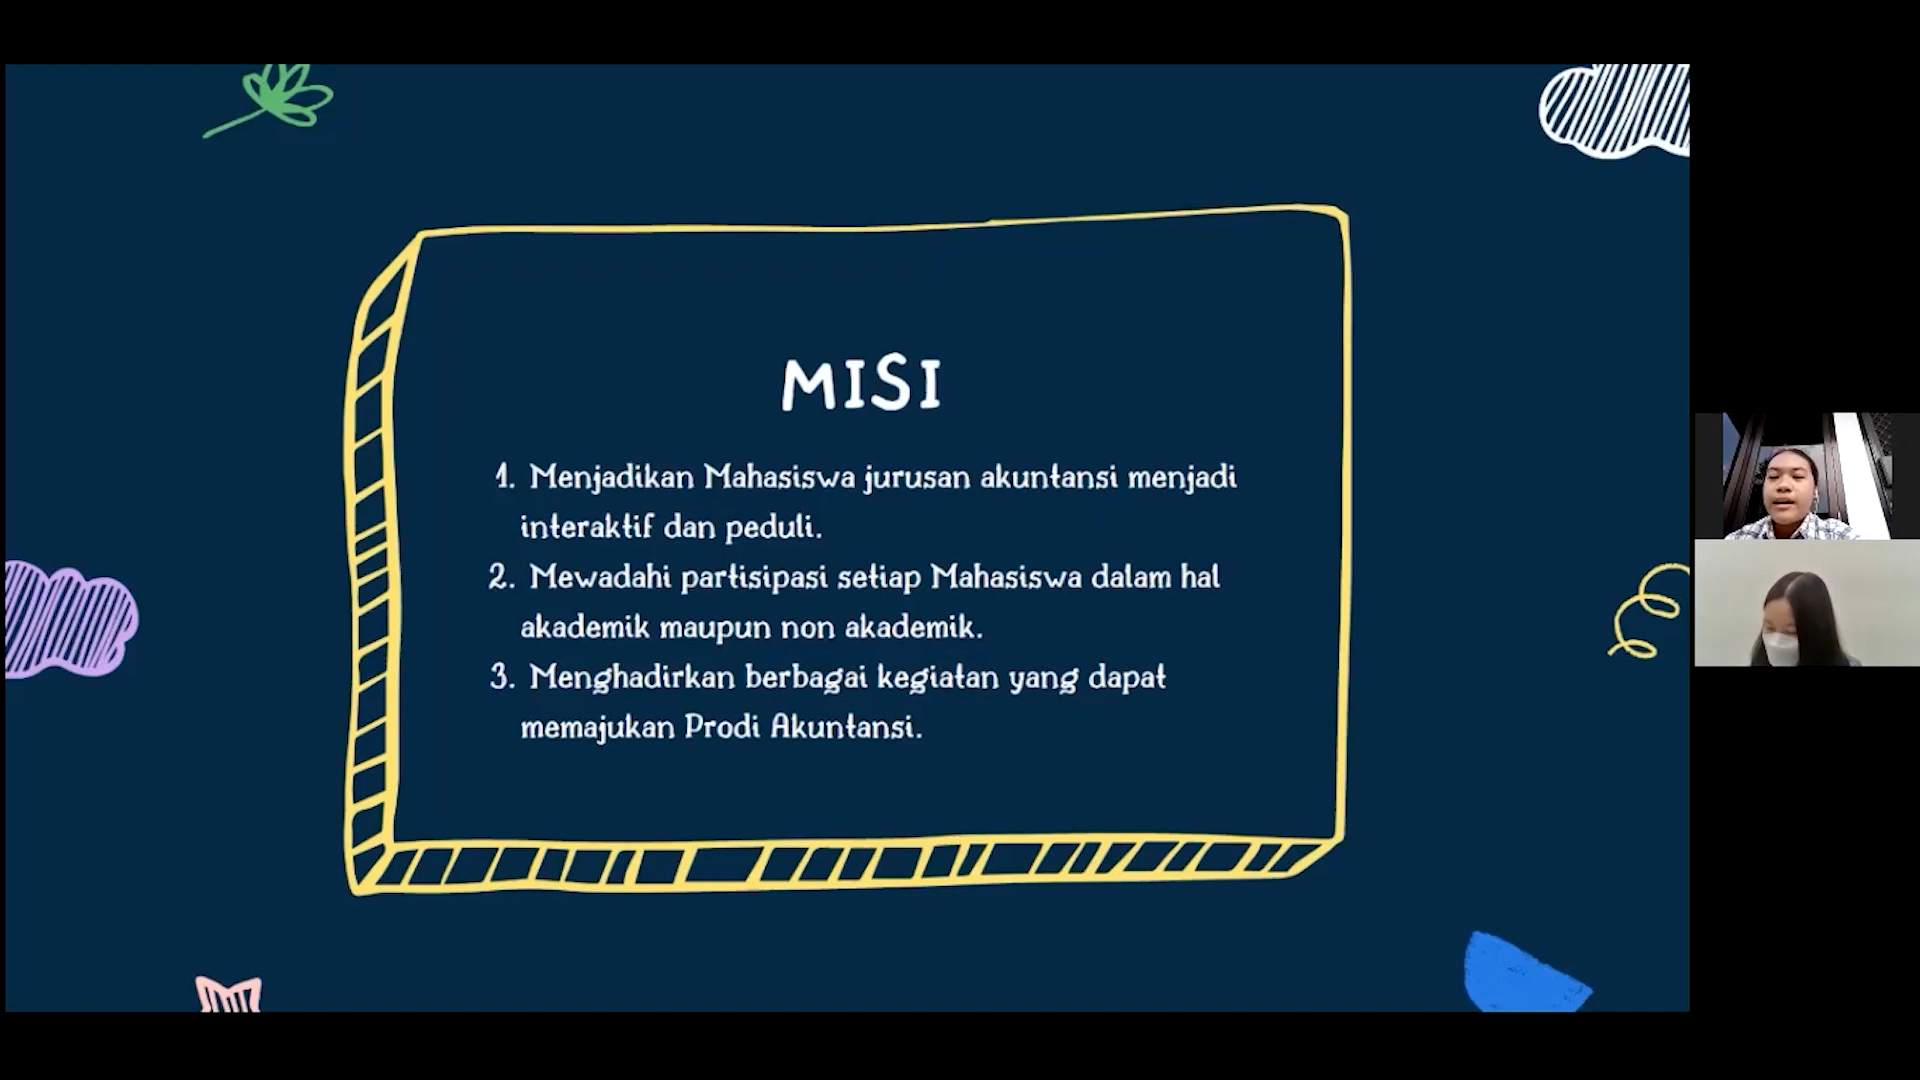 MISI
1. Menjadikan Mahasiswa jurusan akuntansi menjadi
interaktif dan peduli.
2. Mewadahi partisipasi setiap Mahasiswa dalam hal
akademik maupun non akademik.
3. Menghadirkan berbagai kegiatan yang dapat
memajukan Prodi Akuntansi.